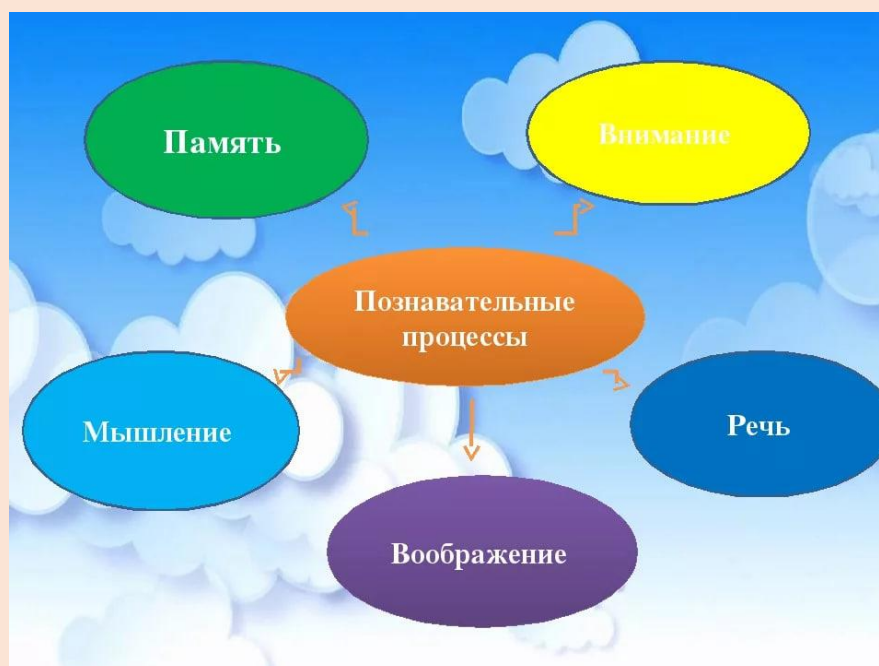 Память
Внимание
Познавательные
процессы
Мышление
Речь
Воображение